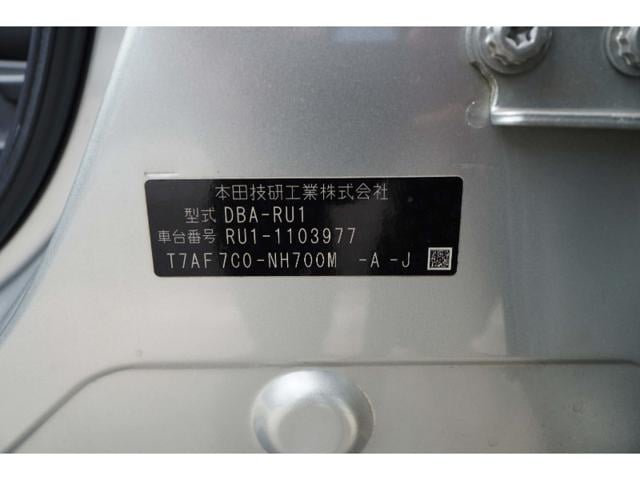 本田技研工業株式会社
型式 DBA-RU1
車台番号 RU1-1103977
T7AF7C0-NH700M -A -J